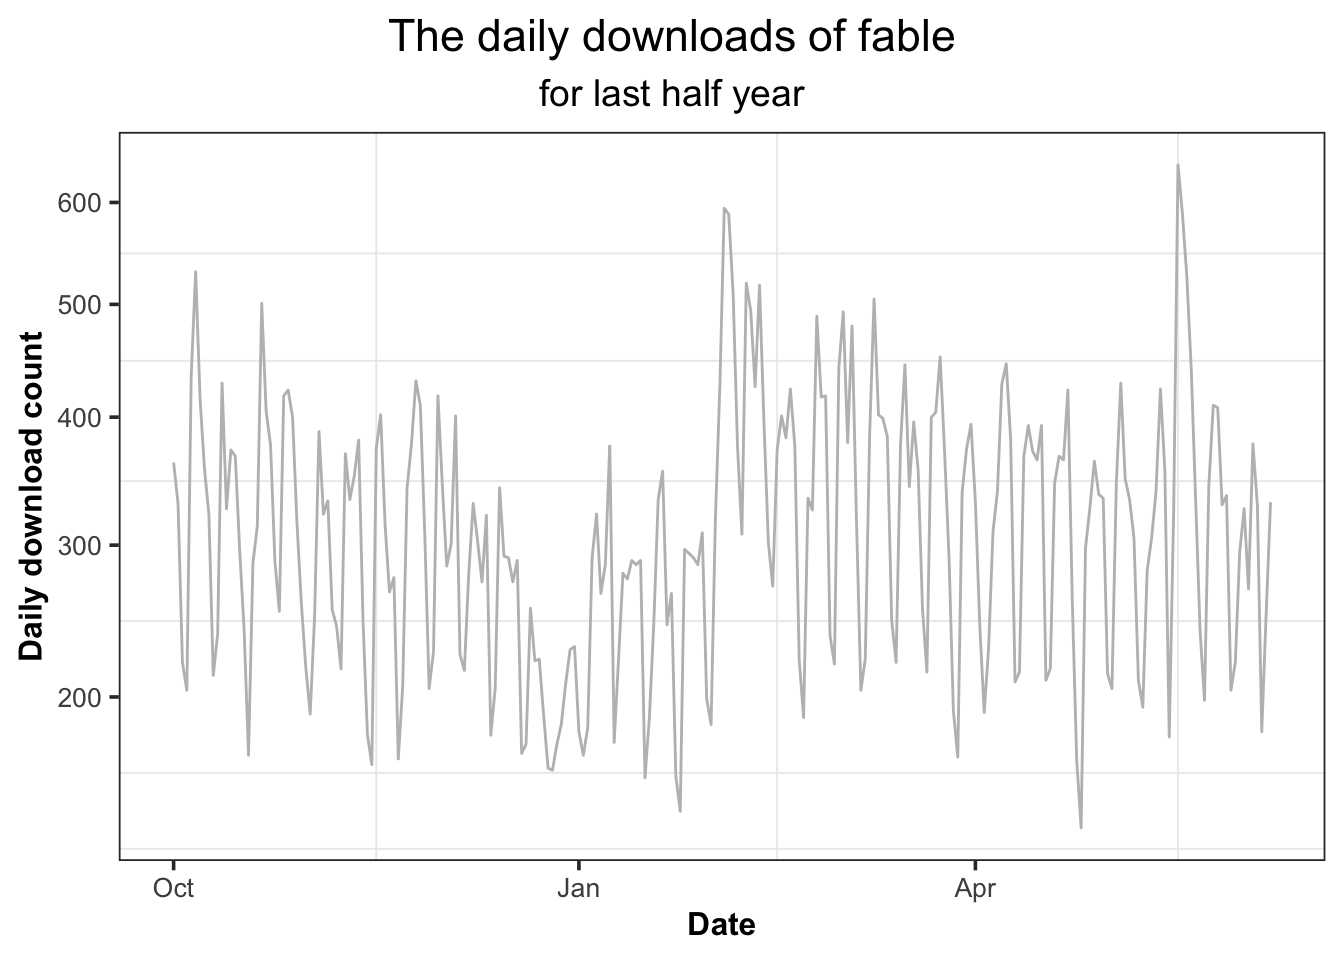 The daily downloads of fable
for last half year
600
500
400
300
200
Daily download count
Oct
Jan
Apr
Date